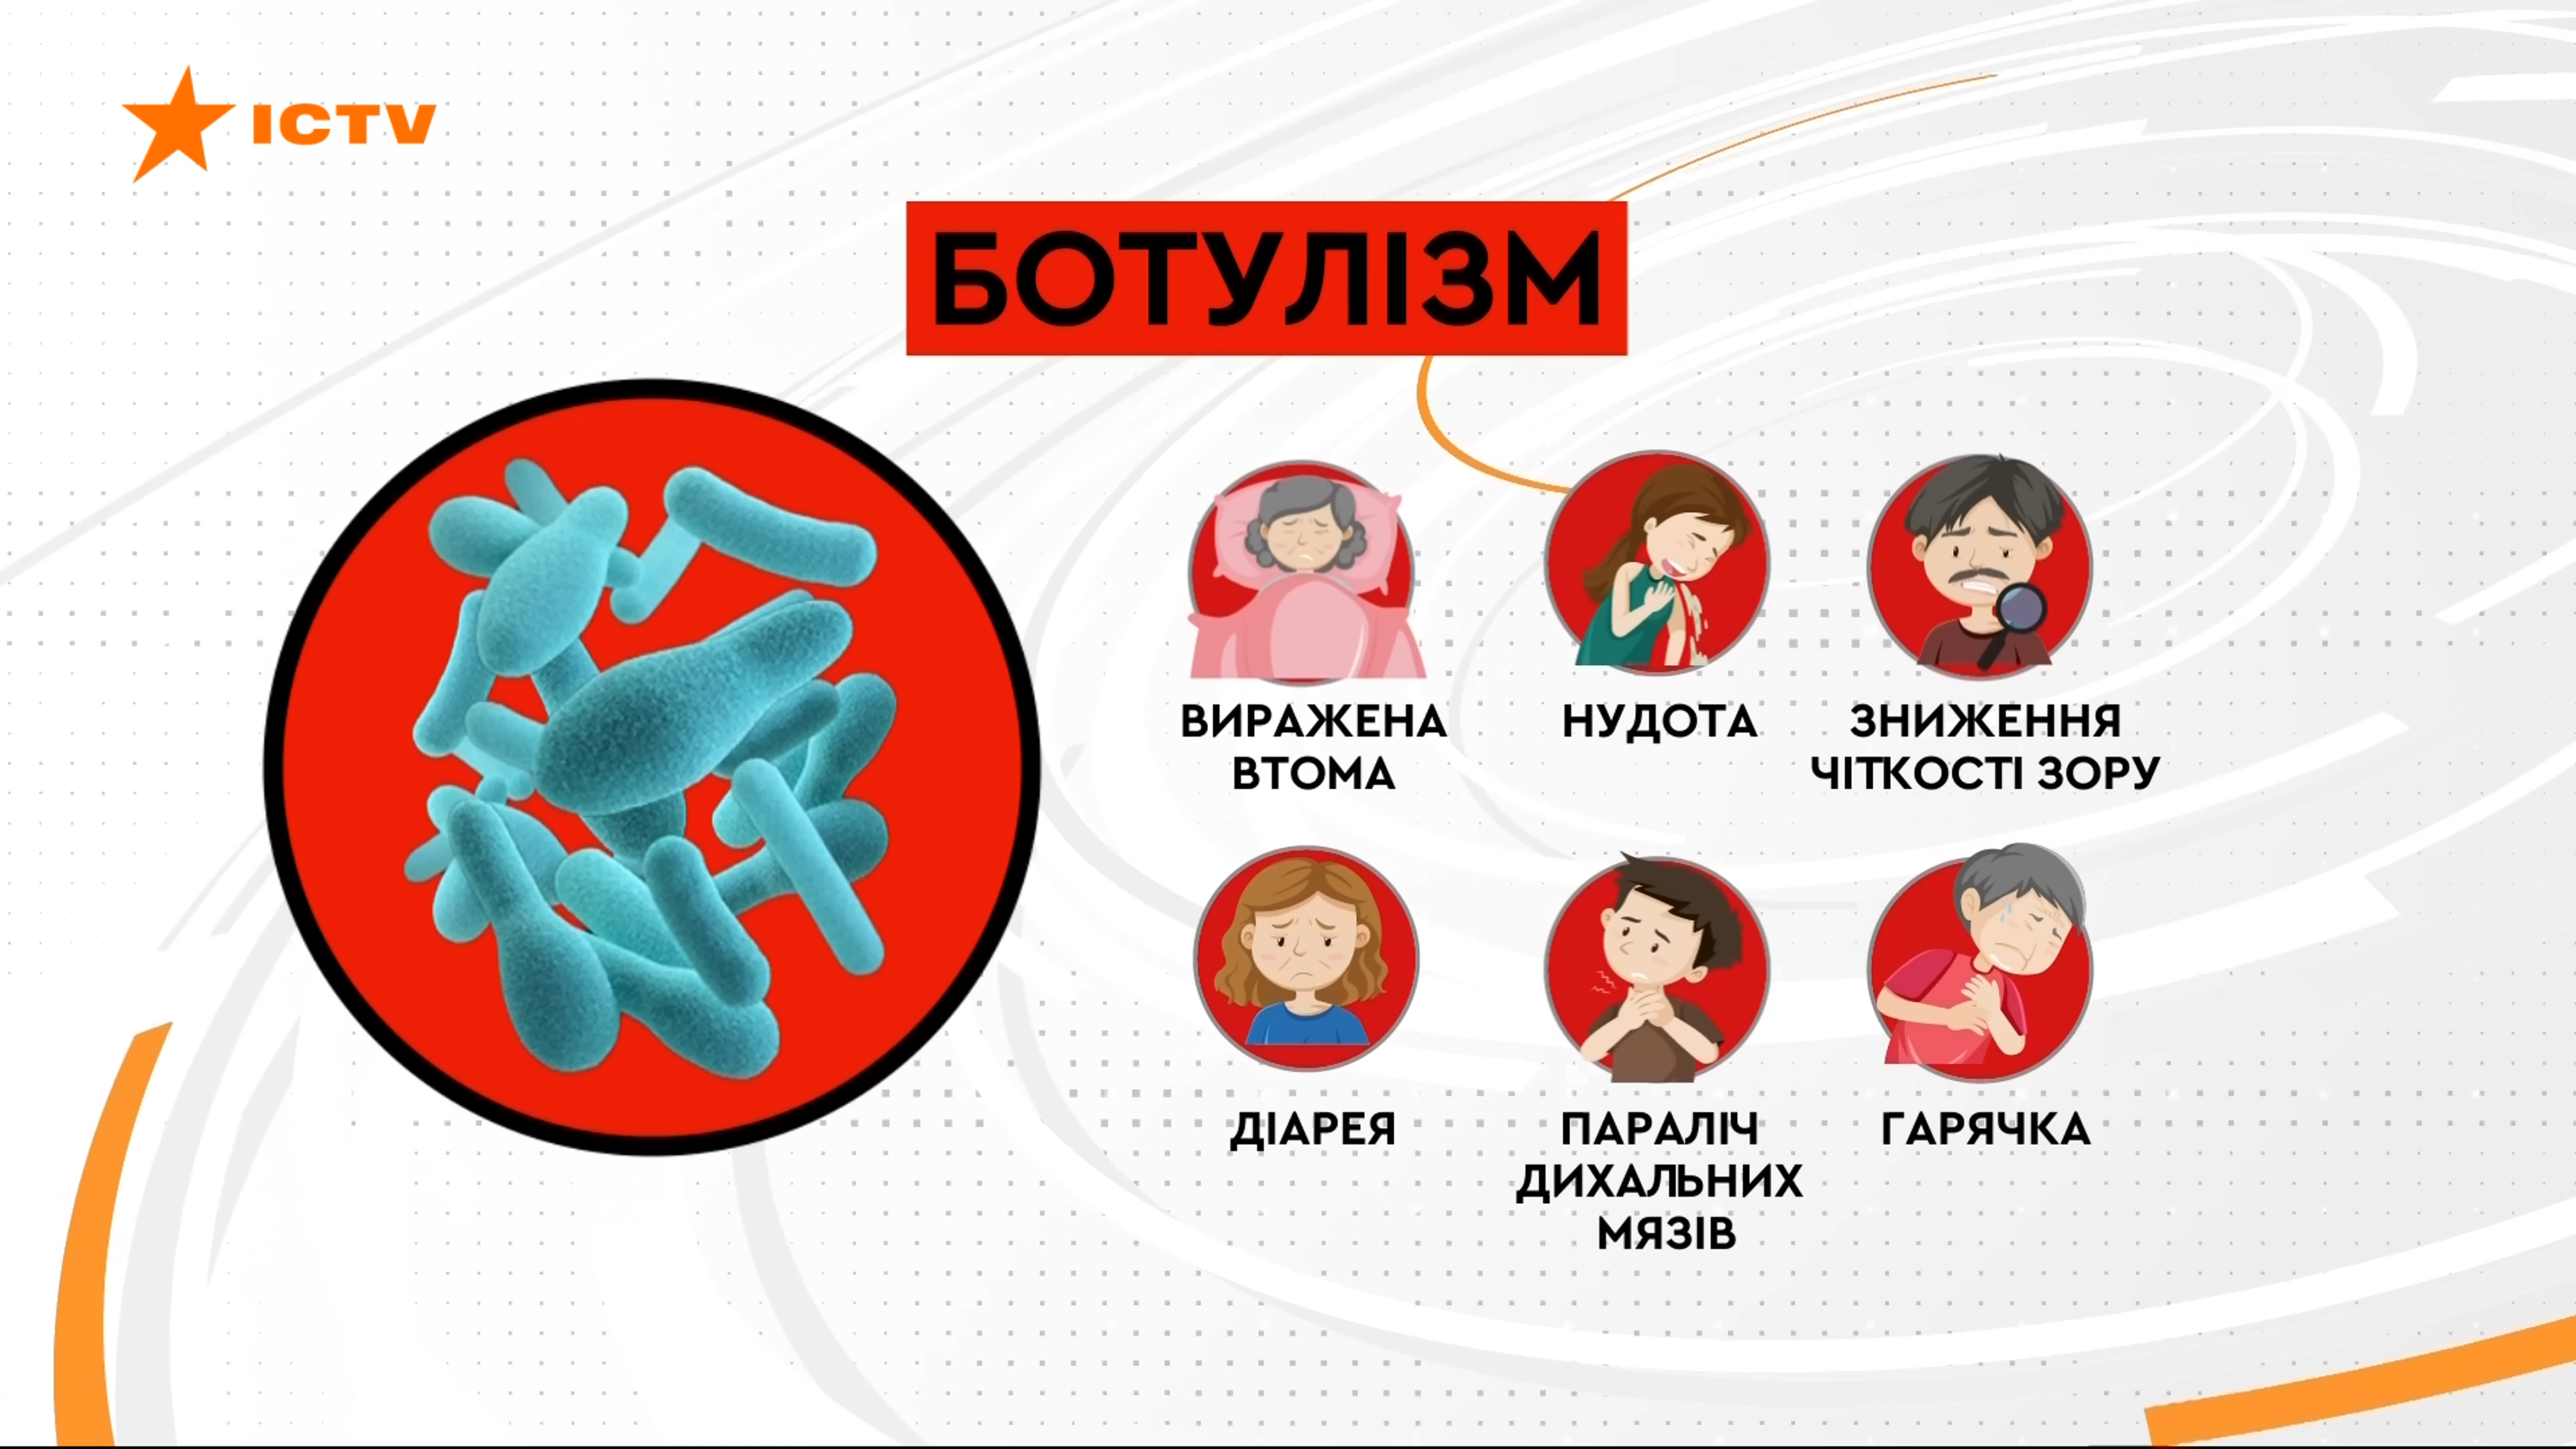 ICTV
БОТУЛІЗМ
ВИРАЖЕНА
ВТОМА
НУДОТА
ЗНИЖЕННЯ
ЧІТКОСТІ ЗОРУ
ДІАРЕЯ
ПАРАЛІЧ
ДИХАЛЬНИХ
МЯЗІВ
ГАРЯЧКА